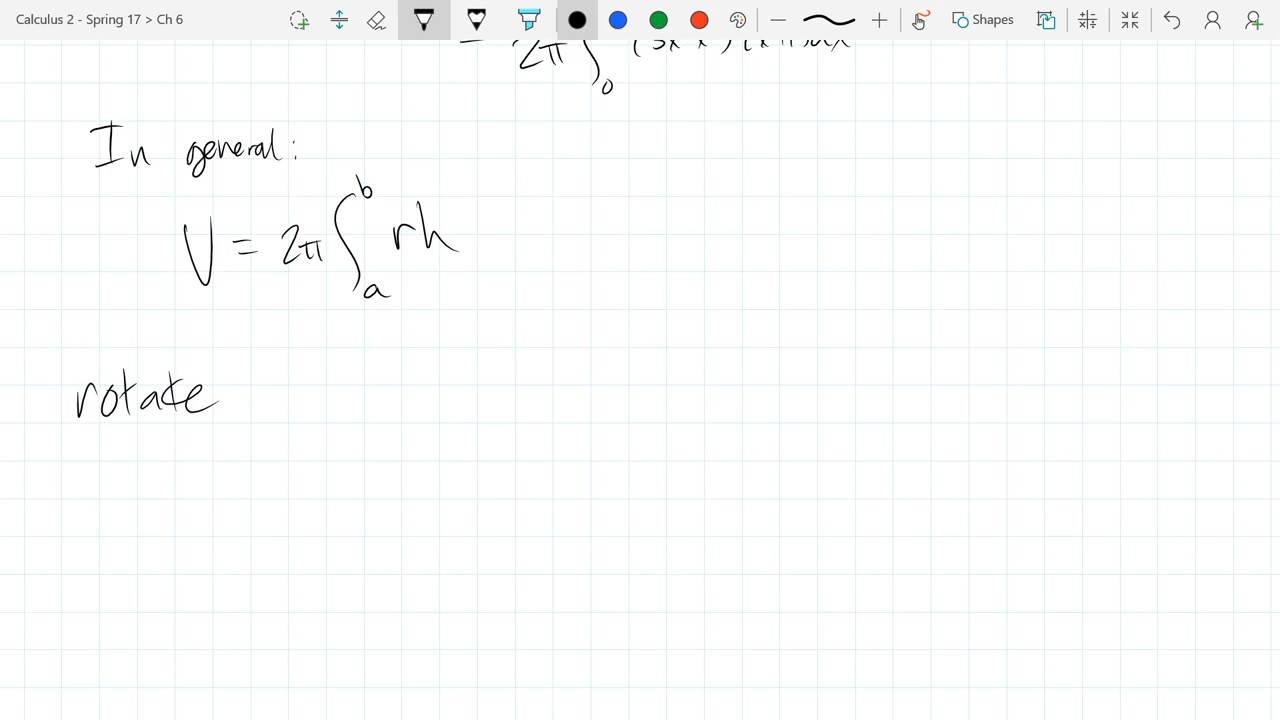 Calculus 2 - Spring 17 > Ch 6
Shapes
In general:
V = 2π ∫_a^b rh
rotate